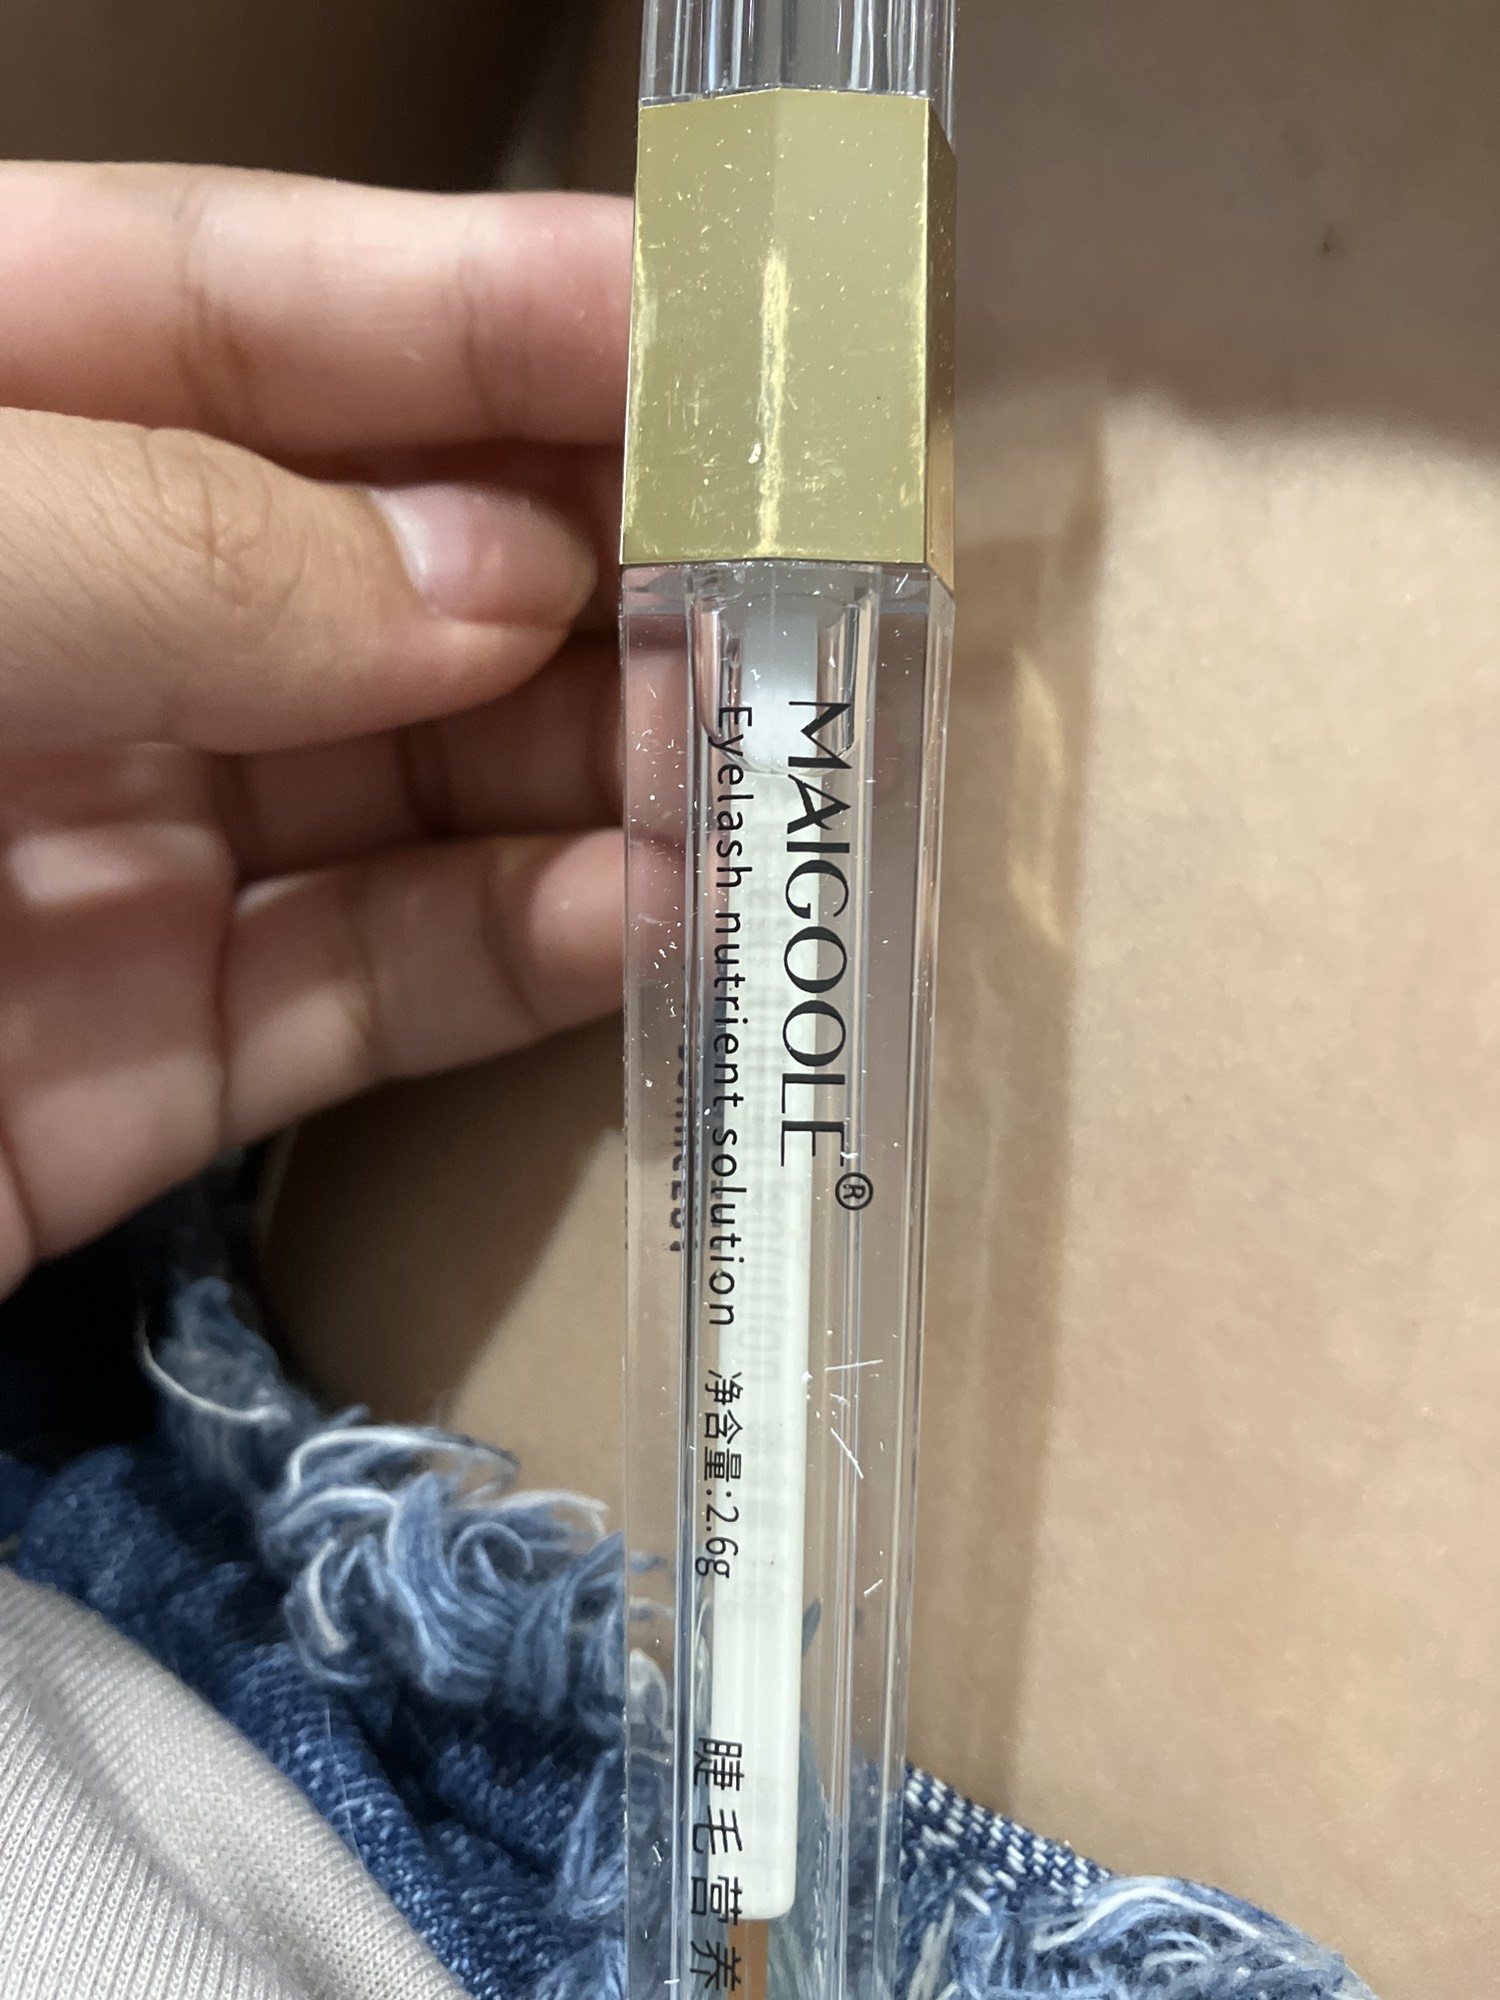 MAIGOOLE®
Eyelash nutrient solution 净含量:2.6g
睫毛营养